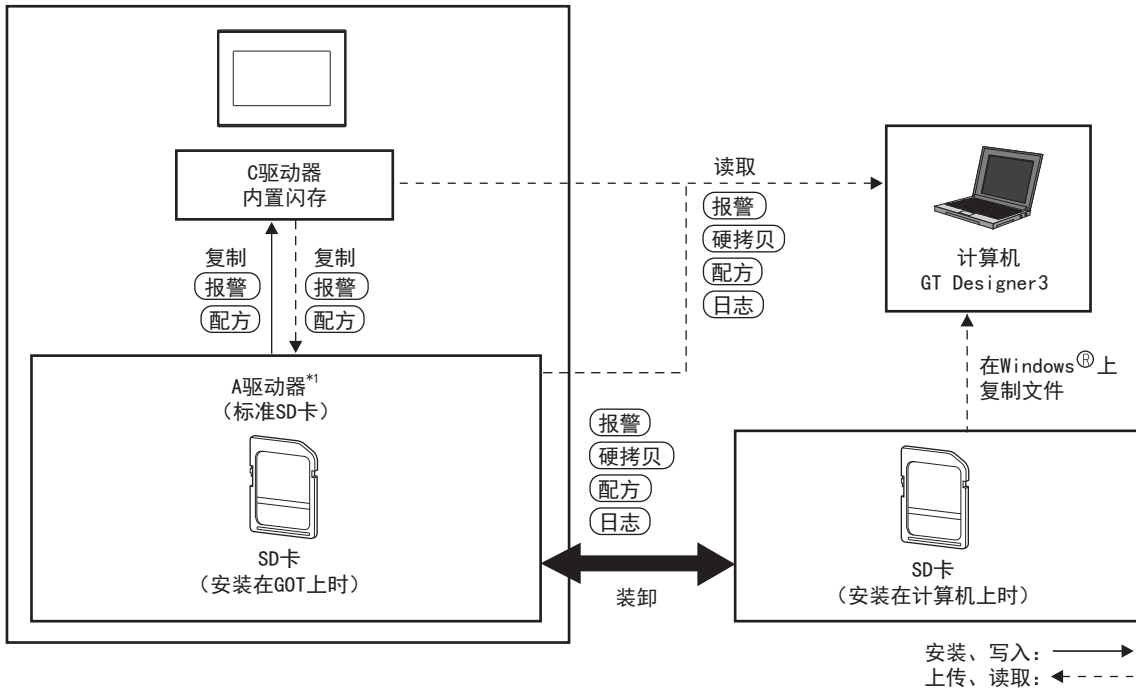 C驱动器
内置闪存
复制
报警
配方
复制
报警
配方
A驱动器*1
（标准SD卡）
SD卡
（安装在GOT上时）
读取
报警
硬拷贝
配方
日志
计算机
GT Designer3
在Windows®上
复制文件
报警
硬拷贝
配方
日志
装卸
SD卡
（安装在计算机上时）
安装、写入：
上传、读取：